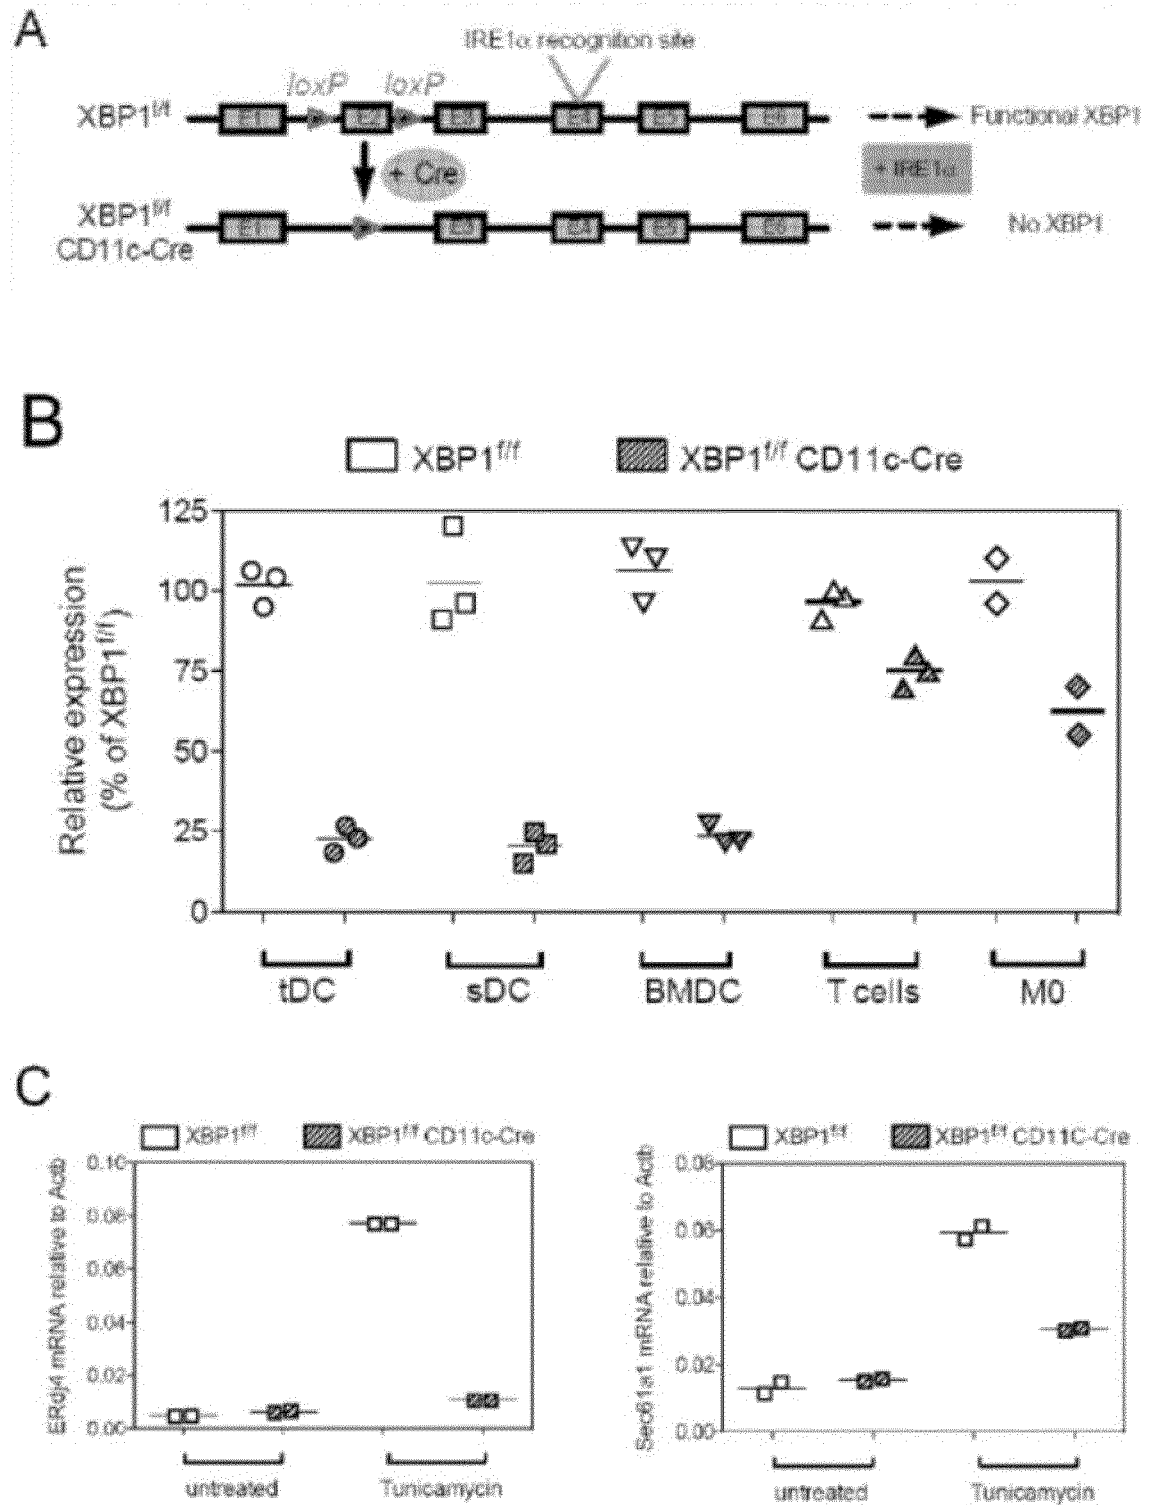 A
IRE1α recognition site
loxP loxP
XBP1f/f E1 E2 E3 E4 E5 E6 Functional XBP1
+ Cre + IRE1α
XBP1f/f
CD11c-Cre
E1 E3 E4 E5 E6 No XBP1
B
XBP1f/f XBP1f/f CD11c-Cre
Relative expression
(% of XBP1f/f)
125
100
75
50
25
0
tDC sDC BMDC T cells M0
C
XBP1f/f XBP1f/f CD11c-Cre
ERdj4 mRNA relative to Actb
0.10
0.08
0.06
0.04
0.02
0.00
untreated Tunicamycin
XBP1f/f XBP1f/f CD11C-Cre
Sec61a1 mRNA relative to Actb
0.08
0.06
0.04
0.02
0.00
untreated Tunicamycin